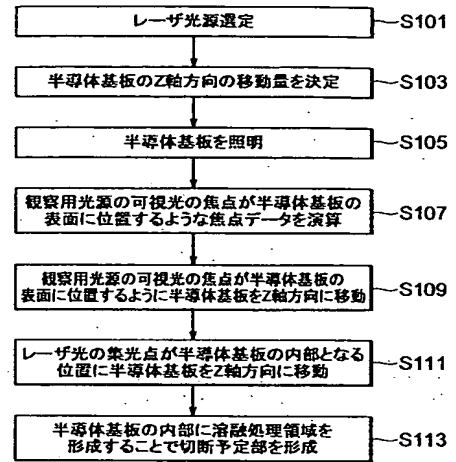 レーザ光源選定
S101
半導体基板のZ軸方向の移動量を決定
S103
半導体基板を照明
S105
観察用光源の可視光の焦点が半導体基板の
表面に位置するような焦点データを演算
S107
観察用光源の可視光の焦点が半導体基板の
表面に位置するように半導体基板をZ軸方向に移動
S109
レーザ光の集光点が半導体基板の内部となる
位置に半導体基板をZ軸方向に移動
S111
半導体基板の内部に溶融処理領域を
形成することで切断予定部を形成
S113